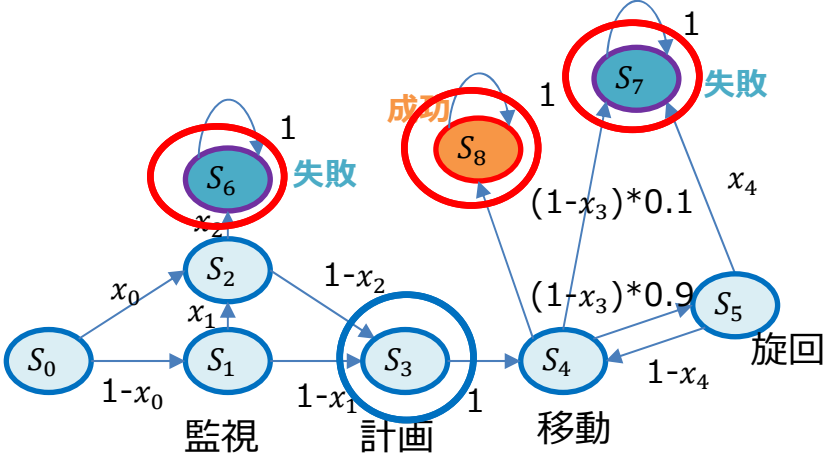 1
S₇
失敗
成功
1
S₈
1
S₆
失敗
x₄
(1-x₃)*0.1
x₂
S₂
1-x₂
x₀
(1-x₃)*0.9
S₅
x₁
旋回
S₀
S₁
S₃
S₄
1-x₄
1-x₀
1-x₁
1
監視
計画
移動